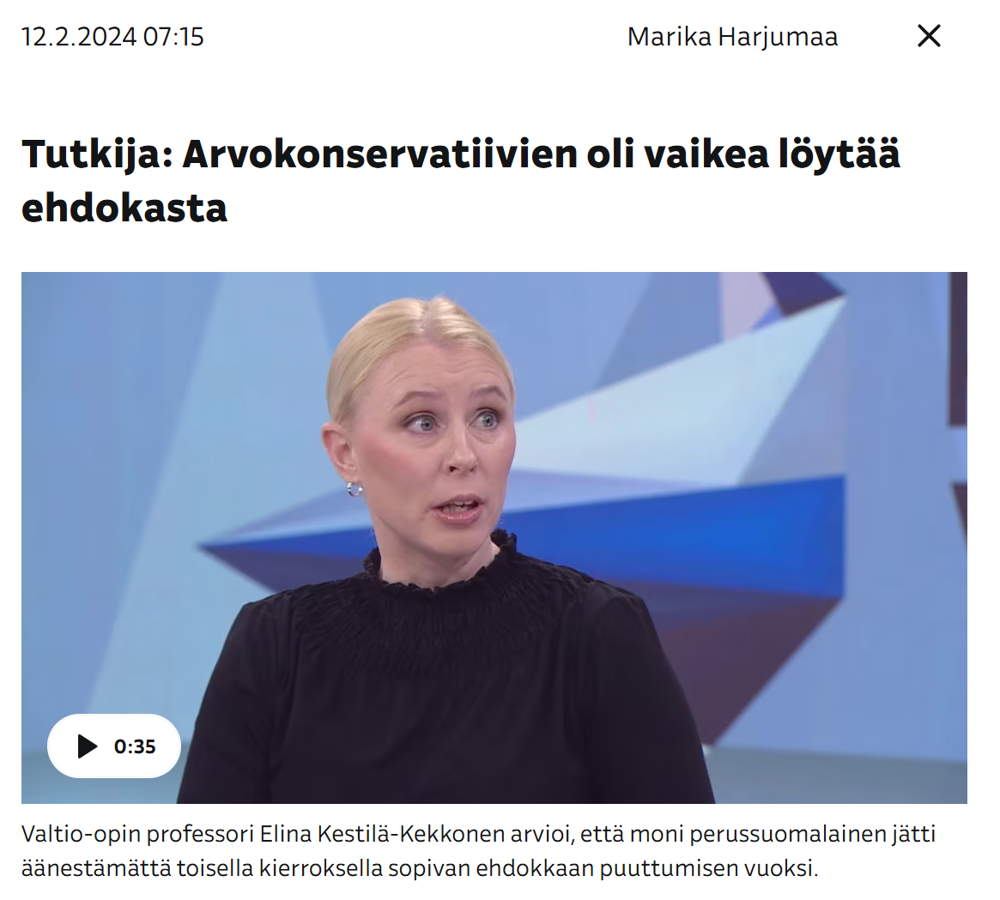 12.2.2024 07:15
Marika Harjumaa
Tutkija: Arvokonservatiivien oli vaikea löytää
ehdokasta
0:35
Valtio-opin professori Elina Kestilä-Kekkonen arvioi, että moni perussuomalainen jätti
äänestämättä toisella kierroksella sopivan ehdokkaan puuttumisen vuoksi.